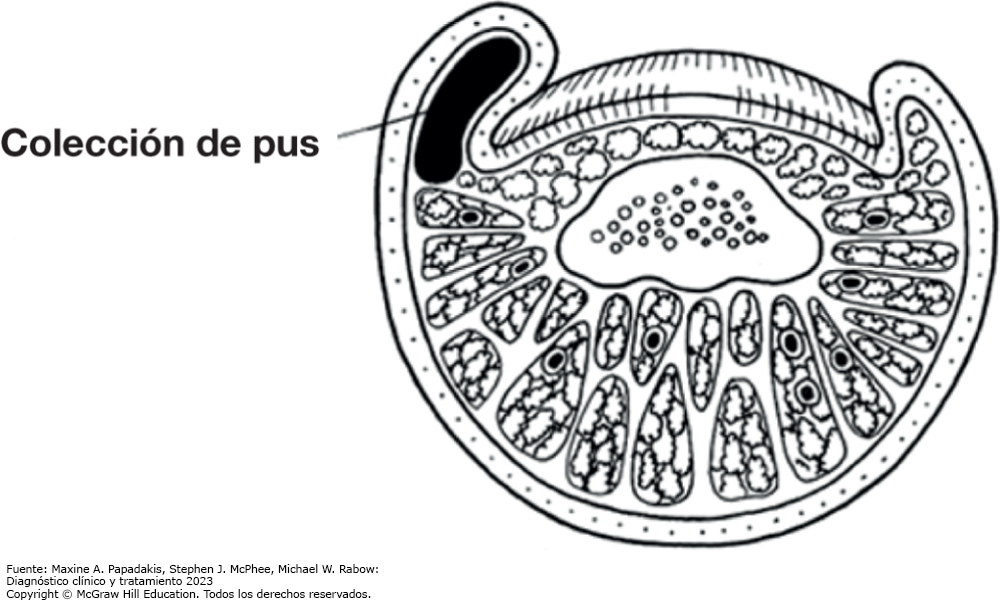 Colección de pus
Fuente: Maxine A. Papadakis, Stephen J. McPhee, Michael W. Rabow:
Diagnóstico clínico y tratamiento 2023
Copyright © McGraw Hill Education. Todos los derechos reservados.